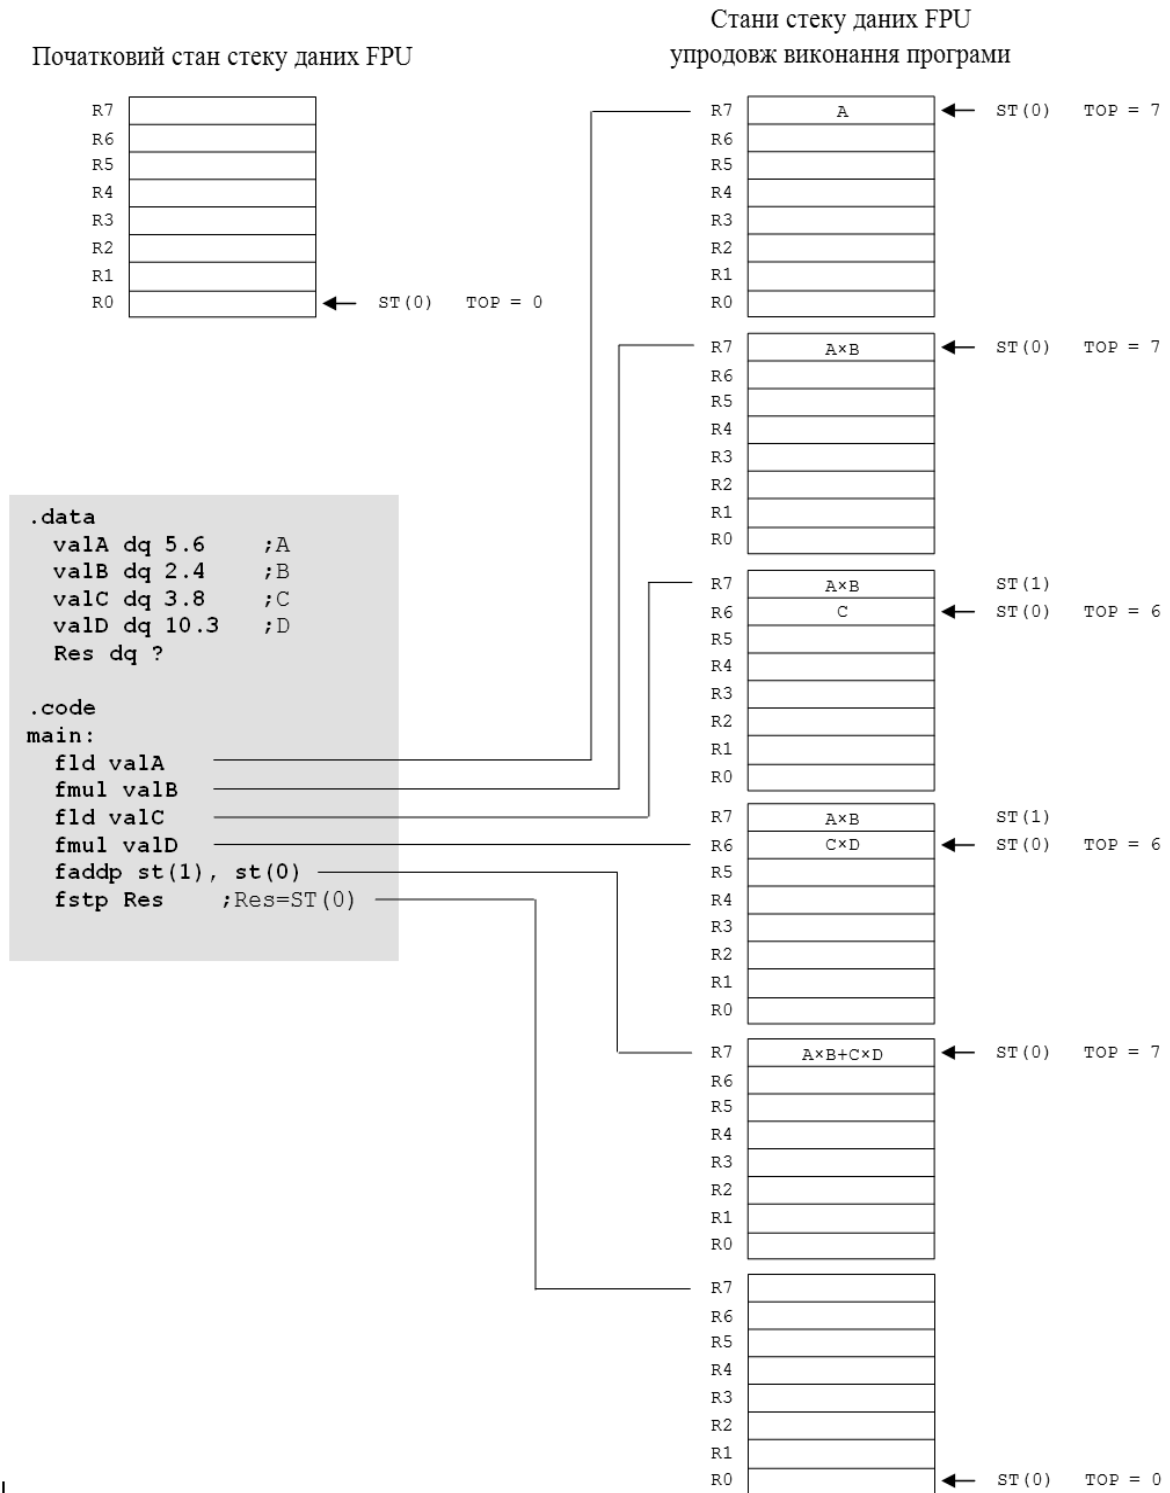 Початковий стан стеку даних FPU
R7
R6
R5
R4
R3
R2
R1
R0 ST(0) TOP = 0
.data
valA dq 5.6 ;A
valB dq 2.4 ;B
valC dq 3.8 ;C
valD dq 10.3 ;D
Res dq ?
.code
main:
fld valA
fmul valB
fld valC
fmul valD
faddp st(1), st(0)
fstp Res ;Res=ST(0)
Стани стеку даних FPU
упродовж виконання програми
R7 A ST(0) TOP = 7
R6
R5
R4
R3
R2
R1
R0
R7 A×B ST(0) TOP = 7
R6
R5
R4
R3
R2
R1
R0
R7 A×B ST(1)
R6 C ST(0) TOP = 6
R5
R4
R3
R2
R1
R0
R7 A×B ST(1)
R6 C×D ST(0) TOP = 6
R5
R4
R3
R2
R1
R0
R7 A×B+C×D ST(0) TOP = 7
R6
R5
R4
R3
R2
R1
R0
R7
R6
R5
R4
R3
R2
R1
R0 ST(0) TOP = 0